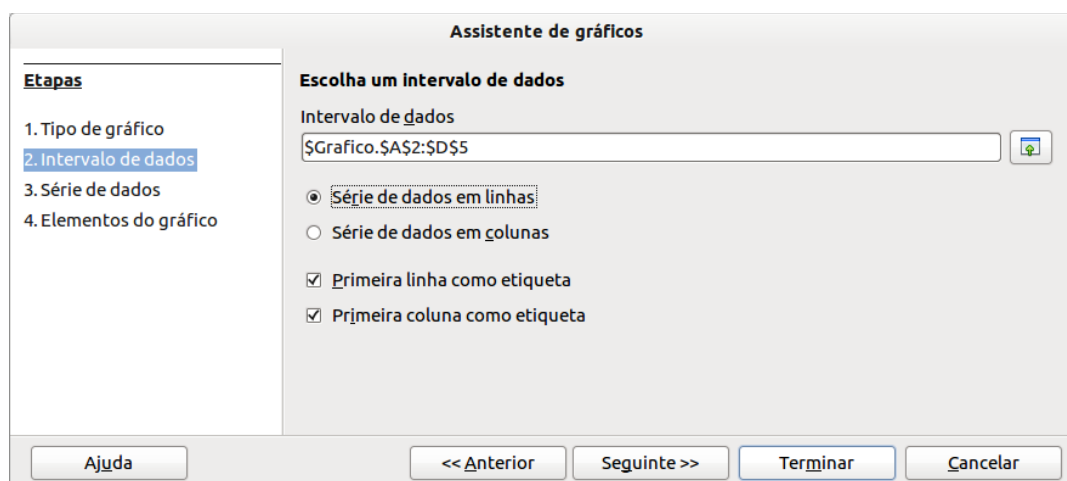 Assistente de gráficos
Etapas
1. Tipo de gráfico
2. Intervalo de dados
3. Série de dados
4. Elementos do gráfico
Escolha um intervalo de dados
Intervalo de dados
$Grafico.$A$2:$D$5
Série de dados em linhas
Série de dados em colunas
Primeira linha como etiqueta
Primeira coluna como etiqueta
Ajuda
<< Anterior
Seguinte >>
Terminar
Cancelar